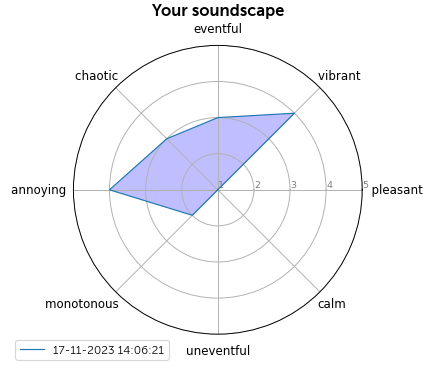 Your soundscape
eventful
chaotic
vibrant
annoying
1
2
3
4
5
pleasant
monotonous
calm
uneventful
17-11-2023 14:06:21